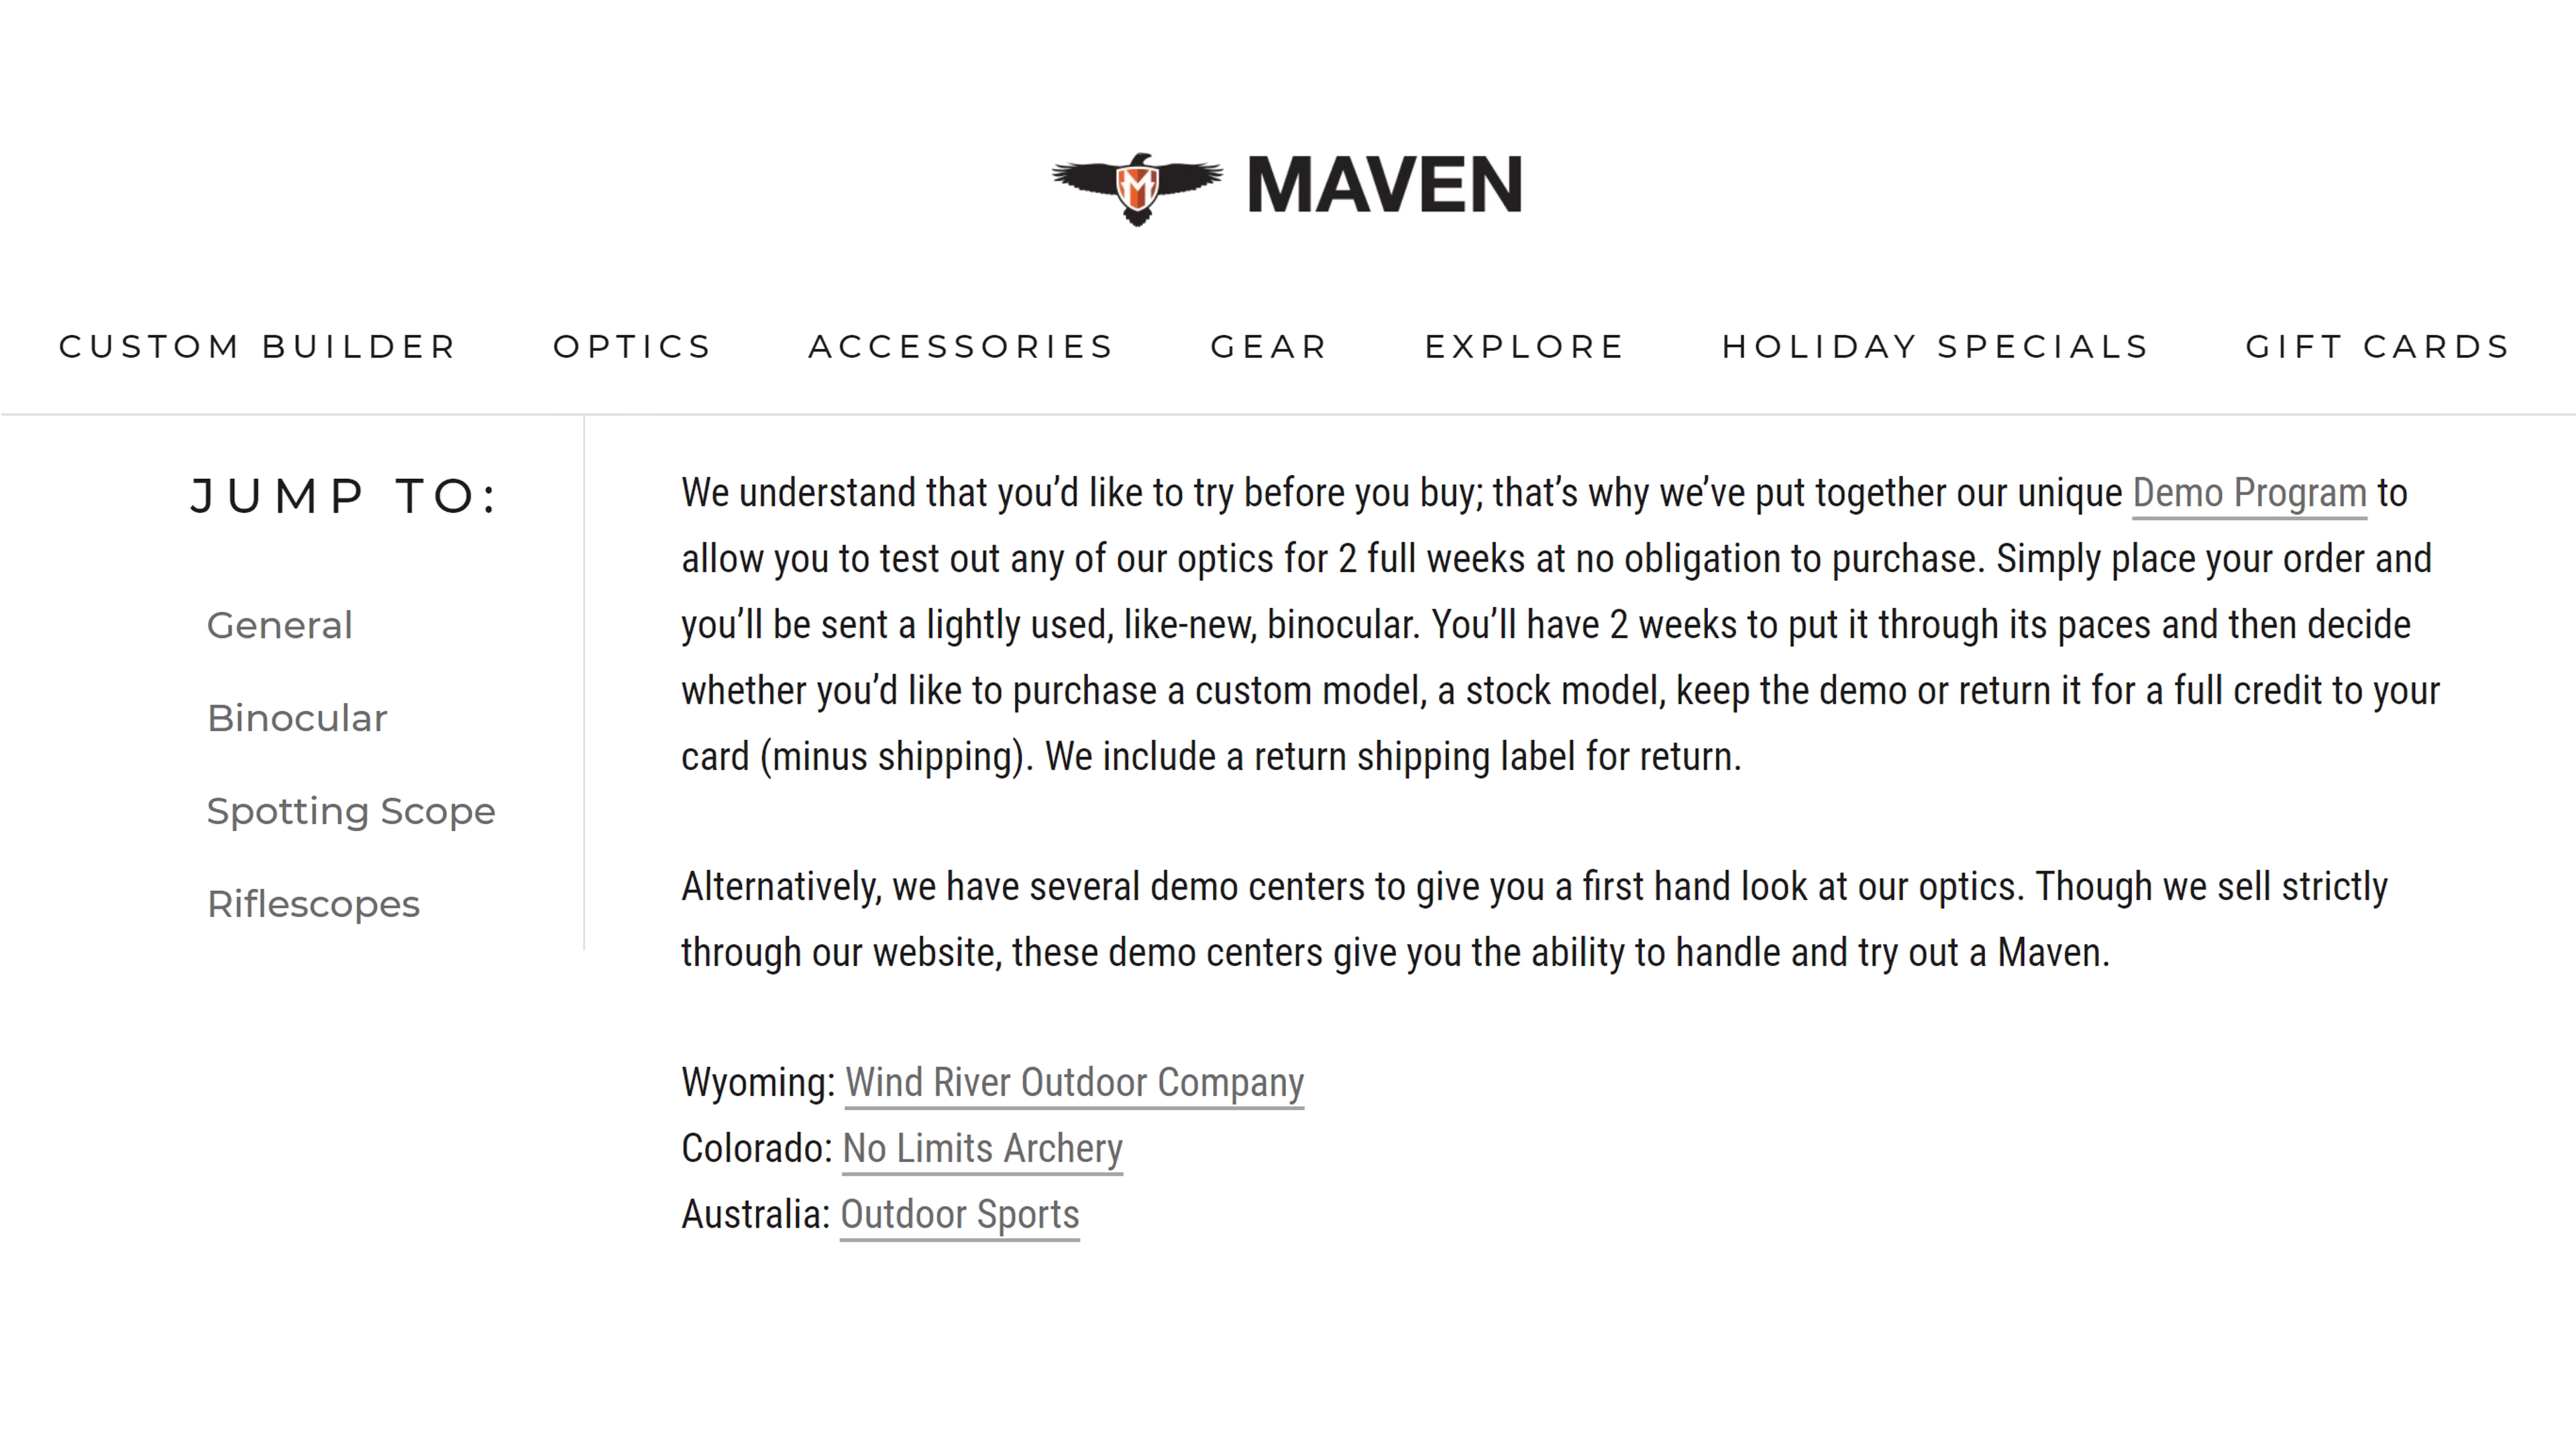 MAVEN
CUSTOM BUILDER OPTICS ACCESSORIES GEAR EXPLORE HOLIDAY SPECIALS GIFT CARDS
JUMP TO:
General
Binocular
Spotting Scope
Riflescopes
We understand that you’d like to try before you buy; that’s why we’ve put together our unique Demo Program to
allow you to test out any of our optics for 2 full weeks at no obligation to purchase. Simply place your order and
you’ll be sent a lightly used, like-new, binocular. You’ll have 2 weeks to put it through its paces and then decide
whether you’d like to purchase a custom model, a stock model, keep the demo or return it for a full credit to your
card (minus shipping). We include a return shipping label for return.
Alternatively, we have several demo centers to give you a first hand look at our optics. Though we sell strictly
through our website, these demo centers give you the ability to handle and try out a Maven.
Wyoming: Wind River Outdoor Company
Colorado: No Limits Archery
Australia: Outdoor Sports